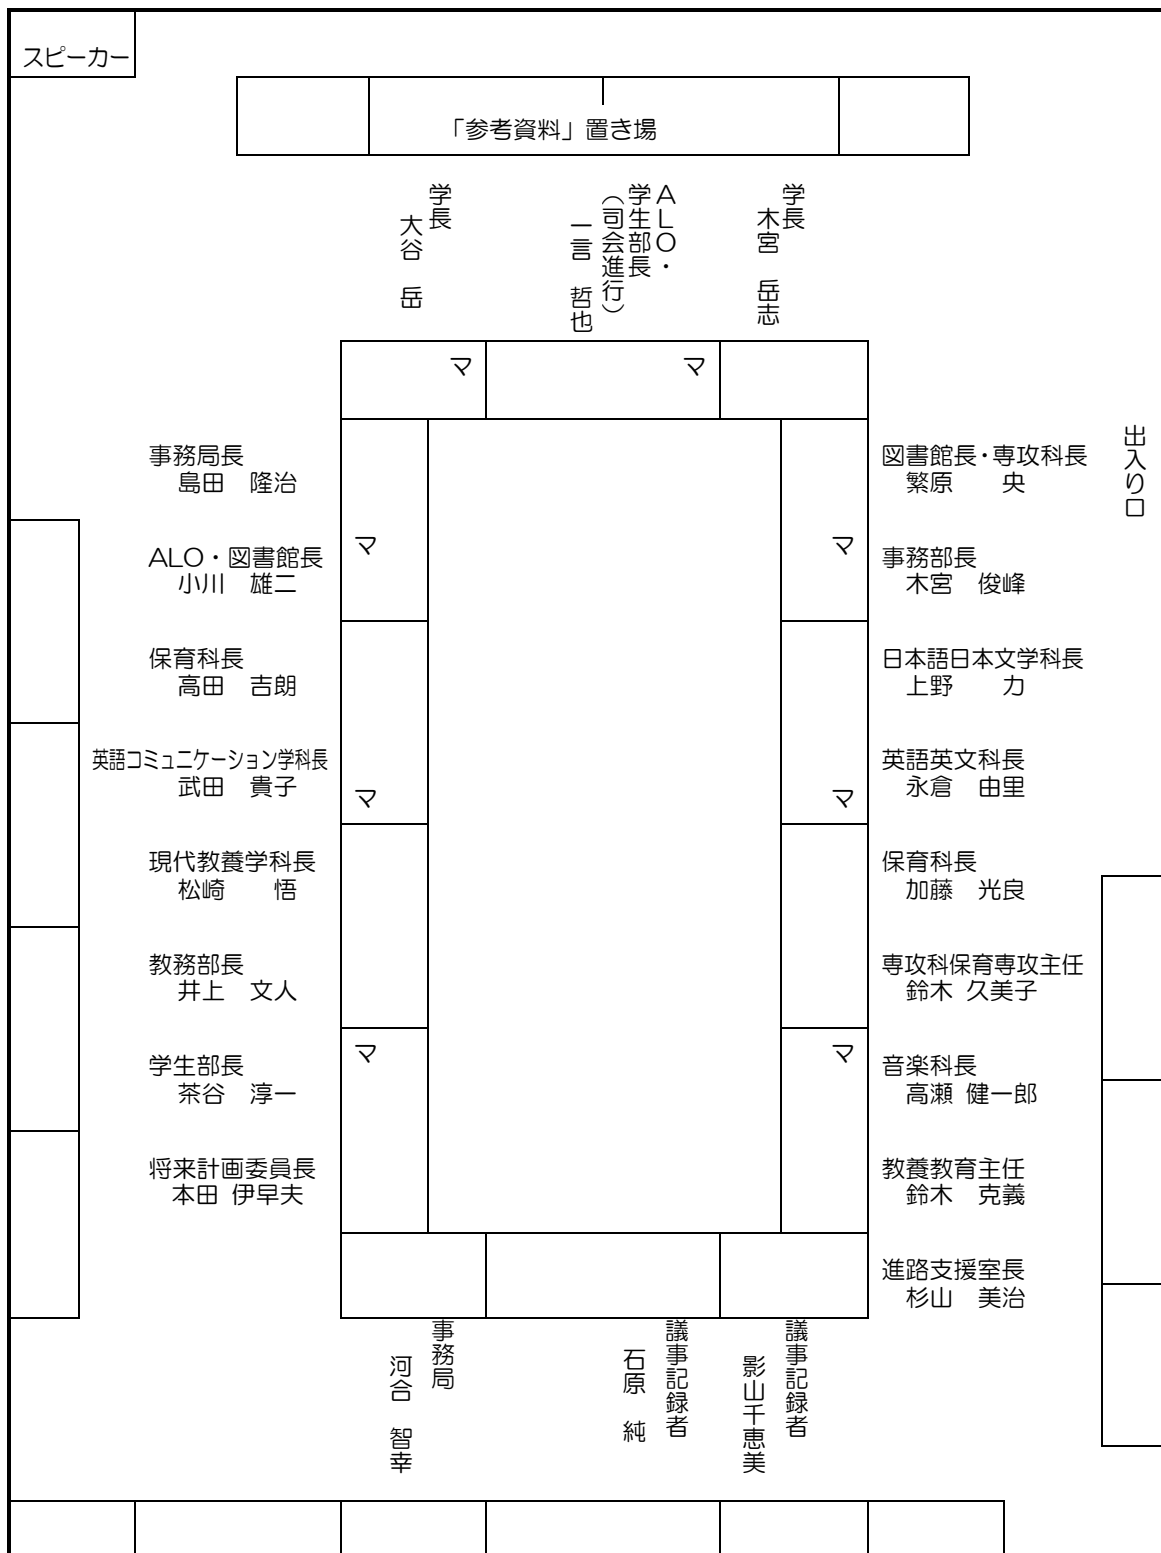 スピーカー
「参考資料」置き場
学長
大谷　岳
ALO・
学生部長
（司会進行）
一言　哲也
学長
木宮　岳志
マ
マ
事務局長
島田　隆治
ALO・図書館長
小川　雄二
保育科長
高田　吉朗
英語コミュニケーション学科長
武田　貴子
現代教養学科長
松崎　　悟
教務部長
井上　文人
学生部長
茶谷　淳一
将来計画委員長
本田 伊早夫
マ
マ
マ
マ
マ
マ
図書館長・専攻科長
繁原　　央
事務部長
木宮　俊峰
日本語日本文学科長
上野　　力
英語英文科長
永倉　由里
保育科長
加藤　光良
専攻科保育専攻主任
鈴木 久美子
音楽科長
高瀬 健一郎
教養教育主任
鈴木　克義
進路支援室長
杉山　美治
出入り口
事務局
河合　智幸
議事記録者
石原　純
議事記録者
影山千恵美